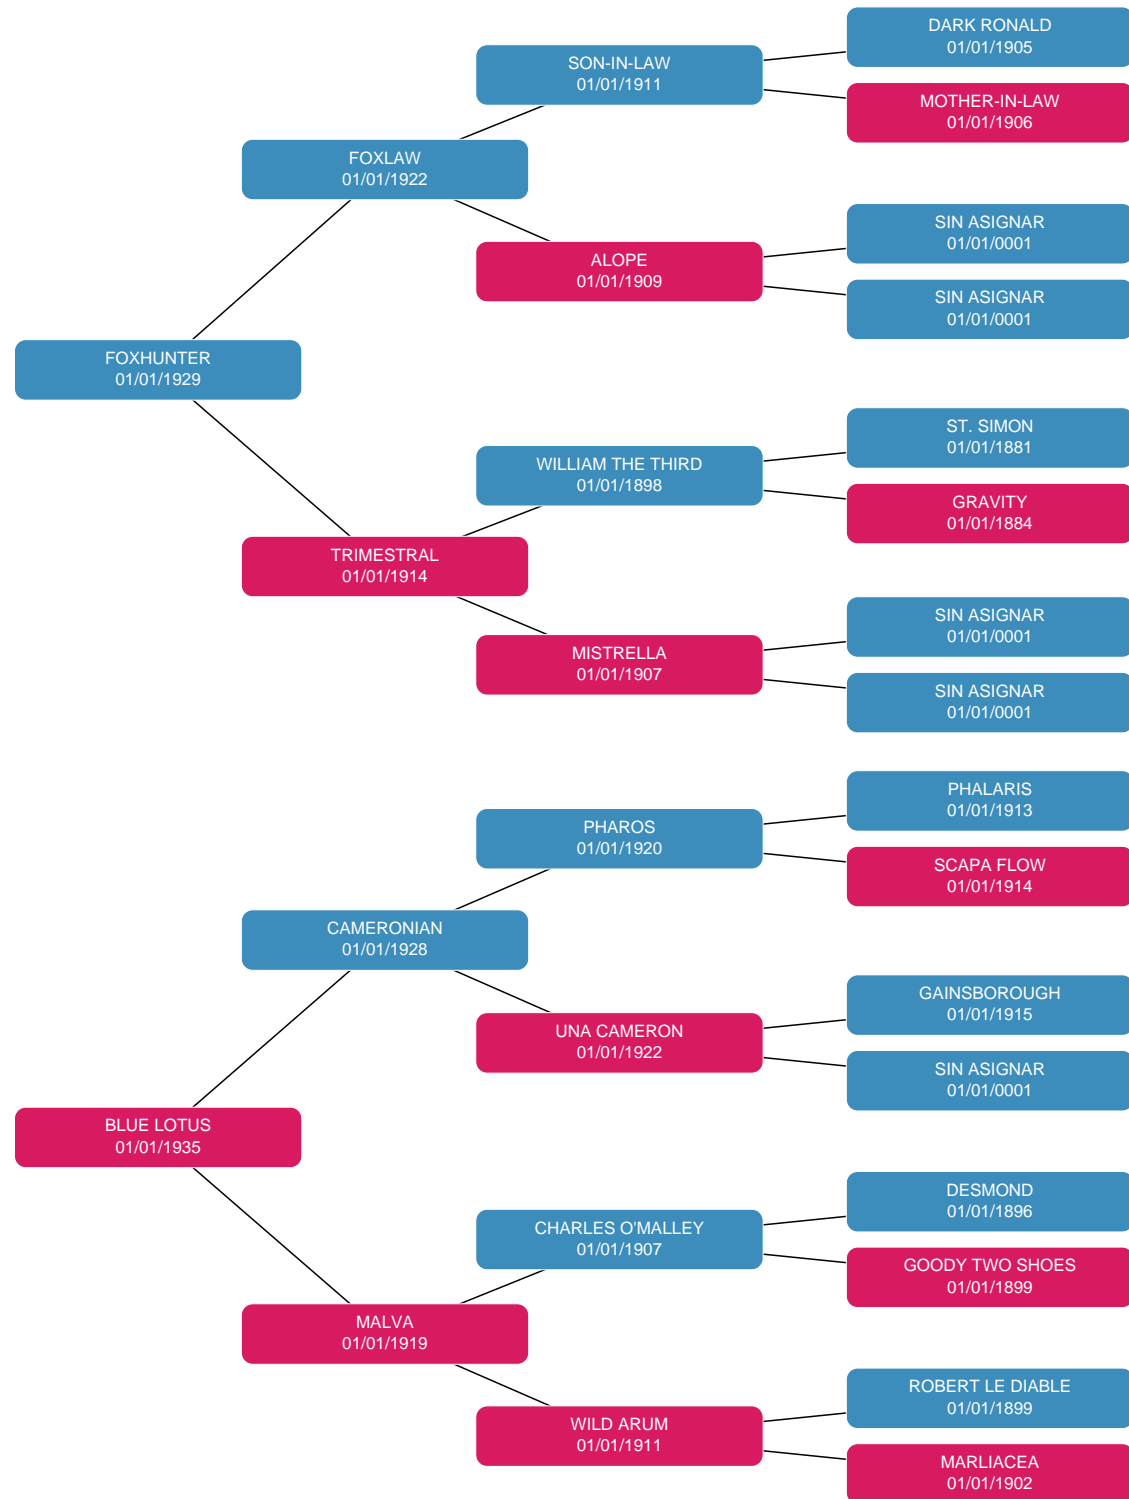 DARK RONALD
01/01/1905
SON-IN-LAW
01/01/1911
MOTHER-IN-LAW
01/01/1906
FOXLAW
01/01/1922
SIN ASIGNAR
01/01/0001
ALOPE
01/01/1909
SIN ASIGNAR
01/01/0001
FOXHUNTER
01/01/1929
ST. SIMON
01/01/1881
WILLIAM THE THIRD
01/01/1898
GRAVITY
01/01/1884
TRIMESTRAL
01/01/1914
SIN ASIGNAR
01/01/0001
MISTRELLA
01/01/1907
SIN ASIGNAR
01/01/0001
PHALARIS
01/01/1913
PHAROS
01/01/1920
SCAPA FLOW
01/01/1914
CAMERONIAN
01/01/1928
GAINSBOROUGH
01/01/1915
UNA CAMERON
01/01/1922
SIN ASIGNAR
01/01/0001
BLUE LOTUS
01/01/1935
DESMOND
01/01/1896
CHARLES O'MALLEY
01/01/1907
GOODY TWO SHOES
01/01/1899
MALVA
01/01/1919
ROBERT LE DIABLE
01/01/1899
WILD ARUM
01/01/1911
MARLIACEA
01/01/1902